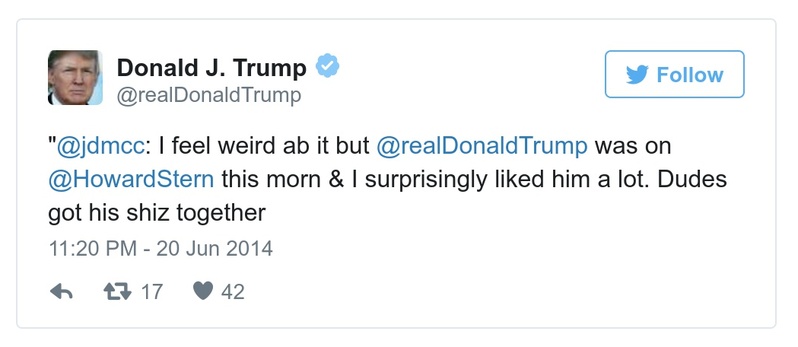 Donald J. Trump
@realDonaldTrump
Follow
"@jdmcc: I feel weird ab it but @realDonaldTrump was on
@HowardStern this morn & I surprisingly liked him a lot. Dudes
got his shiz together
11:20 PM - 20 Jun 2014
17 42